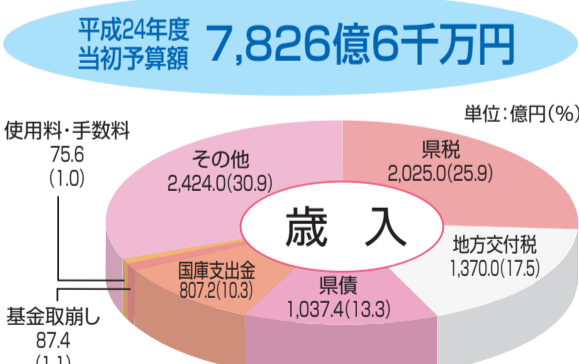 平成24年度
当初予算額 7,826億6千万円
単位:億円(%)
使用料・手数料
75.6
(1.0)
その他
2,424.0(30.9)
県税
2,025.0(25.9)
歳 入
地方交付税
1,370.0(17.5)
国庫支出金
807.2(10.3)
県債
1,037.4(13.3)
基金取崩し
87.4
(1.1)